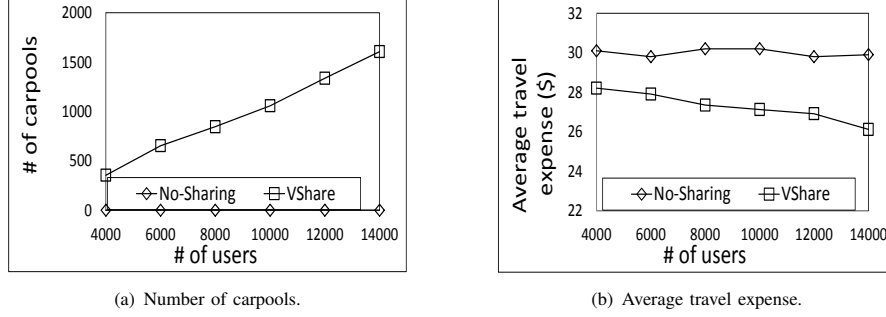 2000
1500
1000
500
0
# of carpools
No-Sharing
VShare
4000 6000 8000 10000 12000 14000
# of users
(a) Number of carpools.
32
30
28
26
24
22
Average travel
expense ($)
No-Sharing
VShare
4000 6000 8000 10000 12000 14000
# of users
(b) Average travel expense.